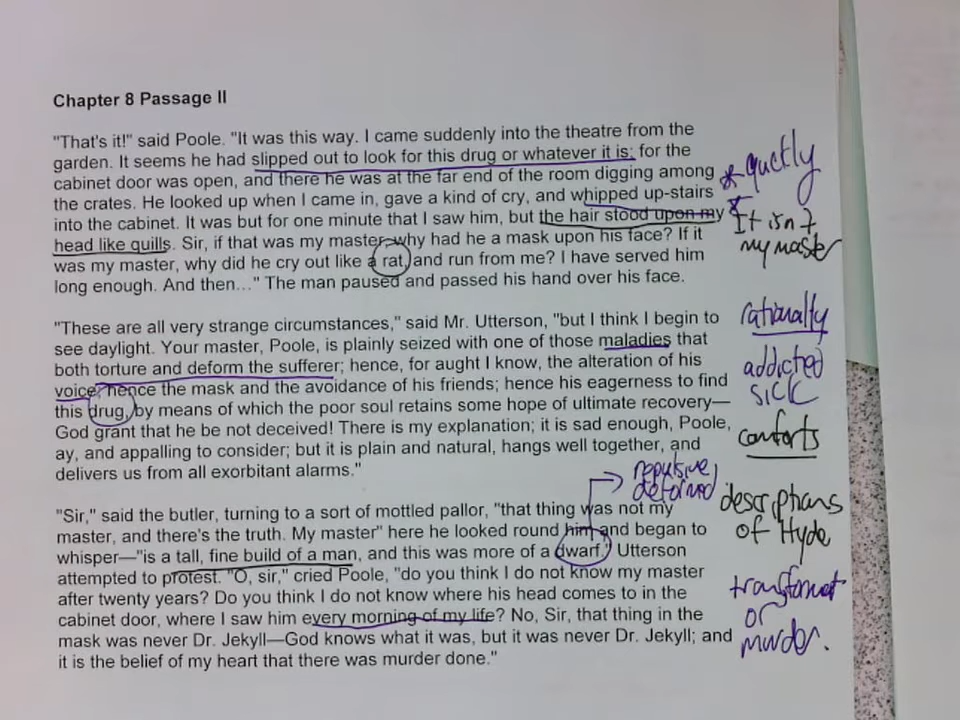 Chapter 8 Passage II
"That's it!" said Poole. "It was this way. I came suddenly into the theatre from the
garden. It seems he had slipped out to look for this drug or whatever it is; for the
cabinet door was open, and there he was at the far end of the room digging among
the crates. He looked up when I came in, gave a kind of cry, and whipped up-stairs
into the cabinet. It was but for one minute that I saw him, but the hair stood upon my
head like quills. Sir, if that was my master, why had he a mask upon his face? If it
was my master, why did he cry out like a rat, and run from me? I have served him
long enough. And then..." The man paused and passed his hand over his face.
* quietly
It isn't
my master
"These are all very strange circumstances," said Mr. Utterson, "but I think I begin to
see daylight. Your master, Poole, is plainly seized with one of those maladies that
both torture and deform the sufferer; hence, for aught I know, the alteration of his
voice; hence the mask and the avoidance of his friends; hence his eagerness to find
this drug, by means of which the poor soul retains some hope of ultimate recovery—
God grant that he be not deceived! There is my explanation; it is sad enough, Poole,
ay, and appalling to consider; but it is plain and natural, hangs well together, and
delivers us from all exorbitant alarms."
rationality
addicted
sick
comforts
repulsive,
deformed
"Sir," said the butler, turning to a sort of mottled pallor, "that thing was not my
master, and there's the truth. My master" here he looked round him and began to
whisper—"is a tall, fine build of a man, and this was more of a dwarf." Utterson
attempted to protest. "O, sir," cried Poole, "do you think I do not know my master
after twenty years? Do you think I do not know where his head comes to in the
cabinet door, where I saw him every morning of my life? No, Sir, that thing in the
mask was never Dr. Jekyll—God knows what it was, but it was never Dr. Jekyll; and
it is the belief of my heart that there was murder done."
descriptions
of Hyde
or
murder.